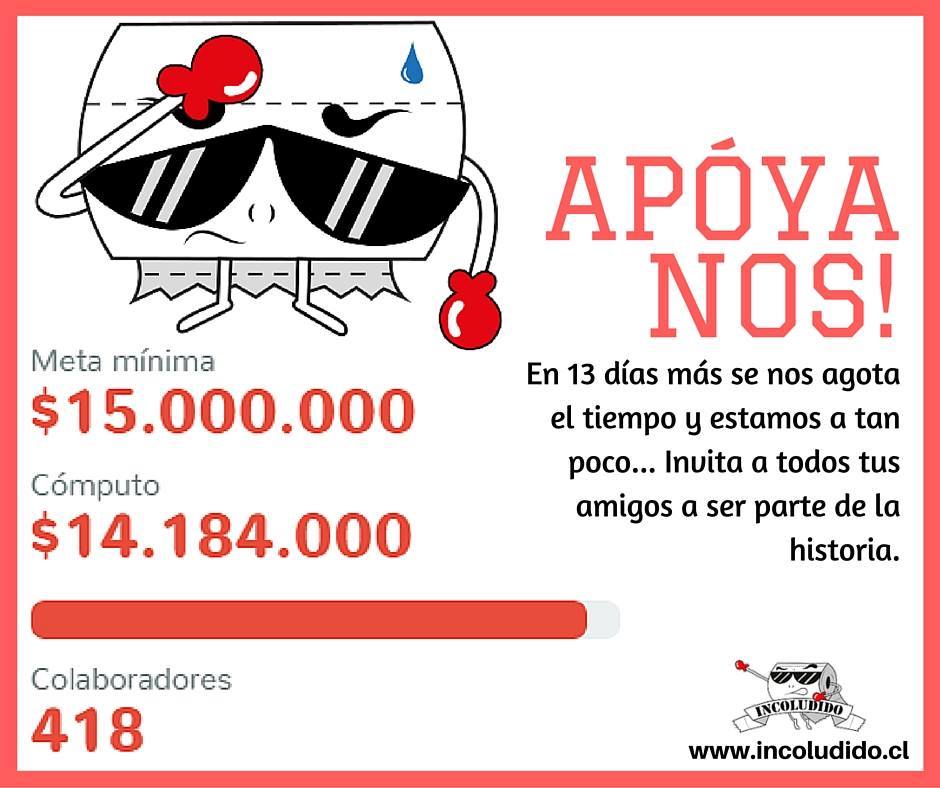 APÓYA
NOS!
En 13 días más se nos agota
el tiempo y estamos a tan
poco... Invita a todos tus
amigos a ser parte de la
historia.
Meta mínima
$15.000.000
Cómputo
$14.184.000
Colaboradores
418
INCOLUDIDO
www.incoludido.cl